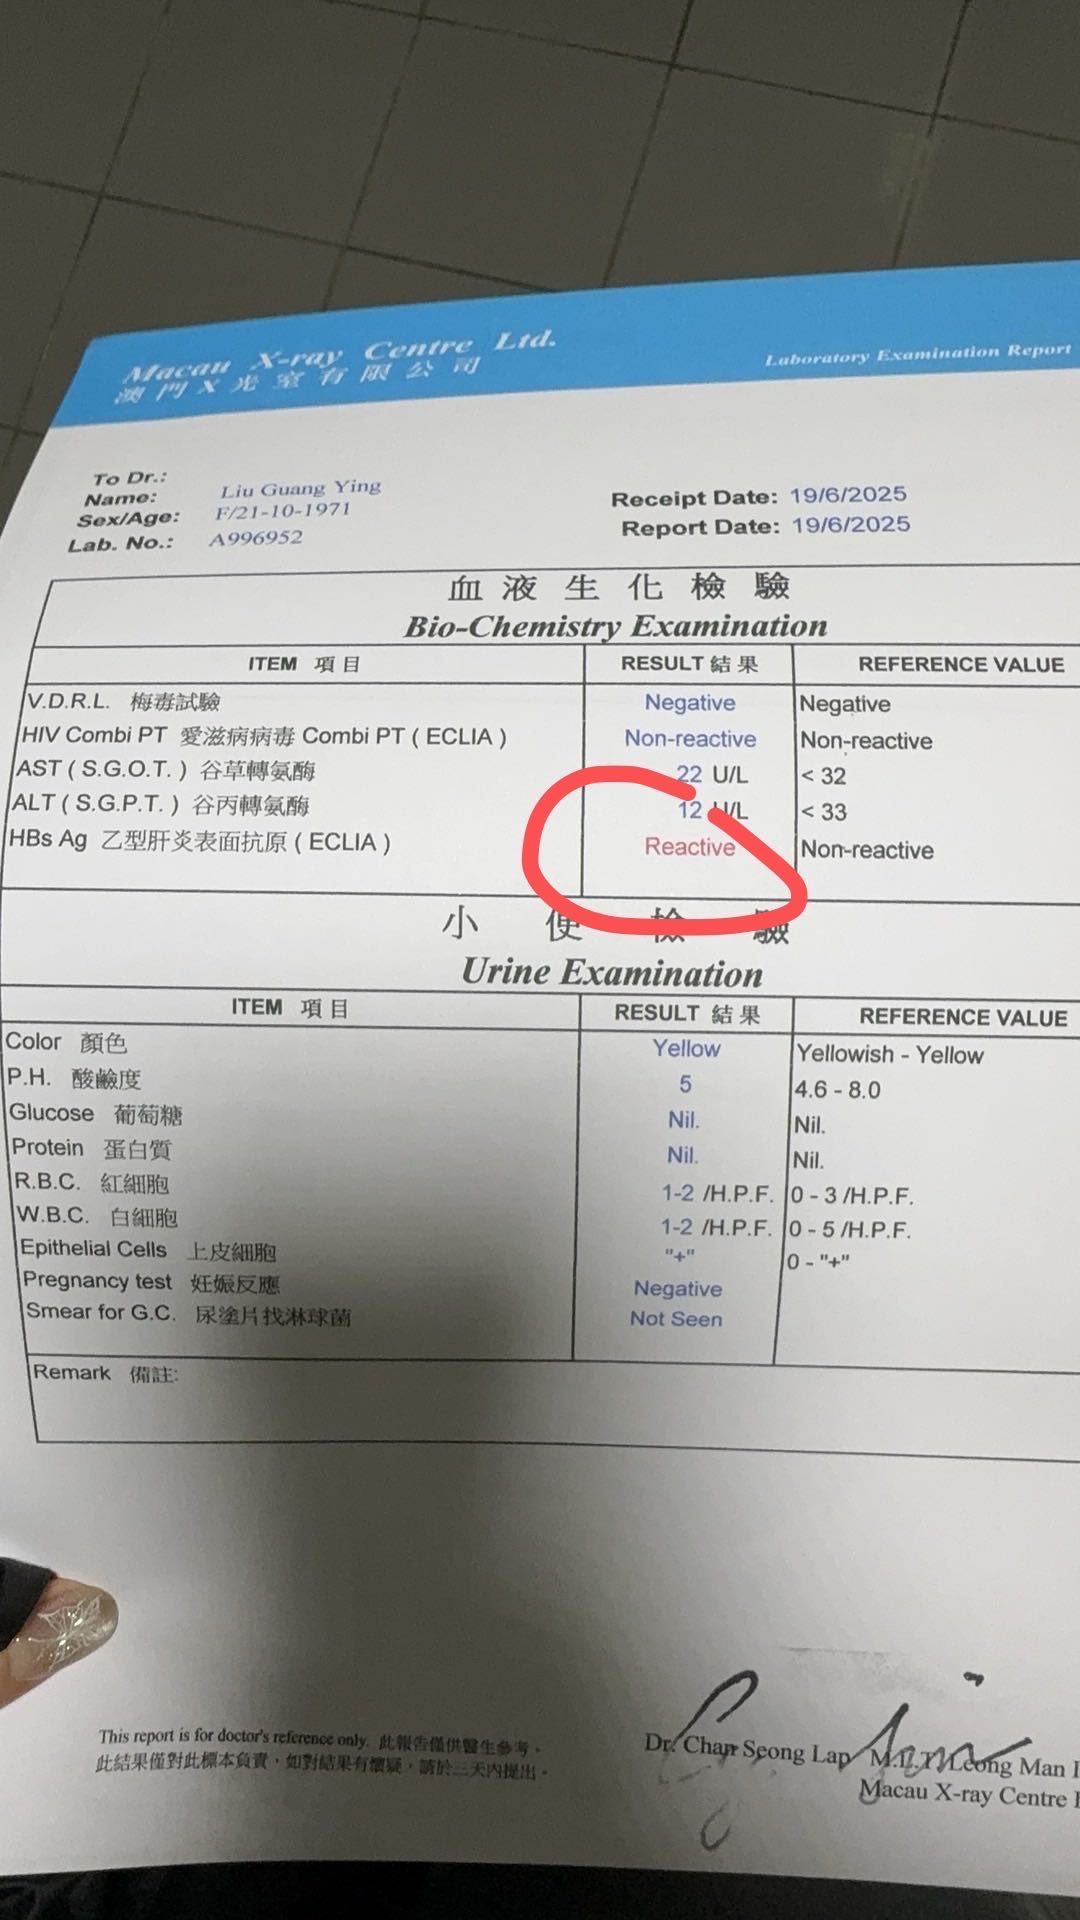 Macau X-ray Centre Ltd.
澳門X光室有限公司
Laboratory Examination Report
To Dr.:
Name: Liu Guang Ying
Sex/Age: F/21-10-1971
Lab. No.: A996952
Receipt Date: 19/6/2025
Report Date: 19/6/2025
血液生化檢驗
Bio-Chemistry Examination
ITEM 項目 RESULT 結果 REFERENCE VALUE
V.D.R.L. 梅毒試驗 Negative Negative
HIV Combi PT 愛滋病病毒 Combi PT ( ECLIA ) Non-reactive Non-reactive
AST ( S.G.O.T. ) 谷草轉氨酶 22 U/L < 32
ALT ( S.G.P.T. ) 谷丙轉氨酶 12 U/L < 33
HBs Ag 乙型肝炎表面抗原 ( ECLIA ) Reactive Non-reactive
小便檢驗
Urine Examination
ITEM 項目 RESULT 結果 REFERENCE VALUE
Color 顏色 Yellow Yellowish - Yellow
P.H. 酸鹼度 5 4.6 - 8.0
Glucose 葡萄糖 Nil. Nil.
Protein 蛋白質 Nil. Nil.
R.B.C. 紅細胞 1-2 /H.P.F. 0 - 3 /H.P.F.
W.B.C. 白細胞 1-2 /H.P.F. 0 - 5 /H.P.F.
Epithelial Cells 上皮細胞 "+" 0 - "+"
Pregnancy test 妊娠反應 Negative
Smear for G.C. 尿塗片找淋球菌 Not Seen
Remark 備註:
This report is for doctor's reference only. 此報告僅供醫生參考。
此結果僅對此標本負責，如對結果有懷疑，請於三天內提出。
Dr. Chan Seong Lap M.L.T. Leong Man
Macau X-ray Centre